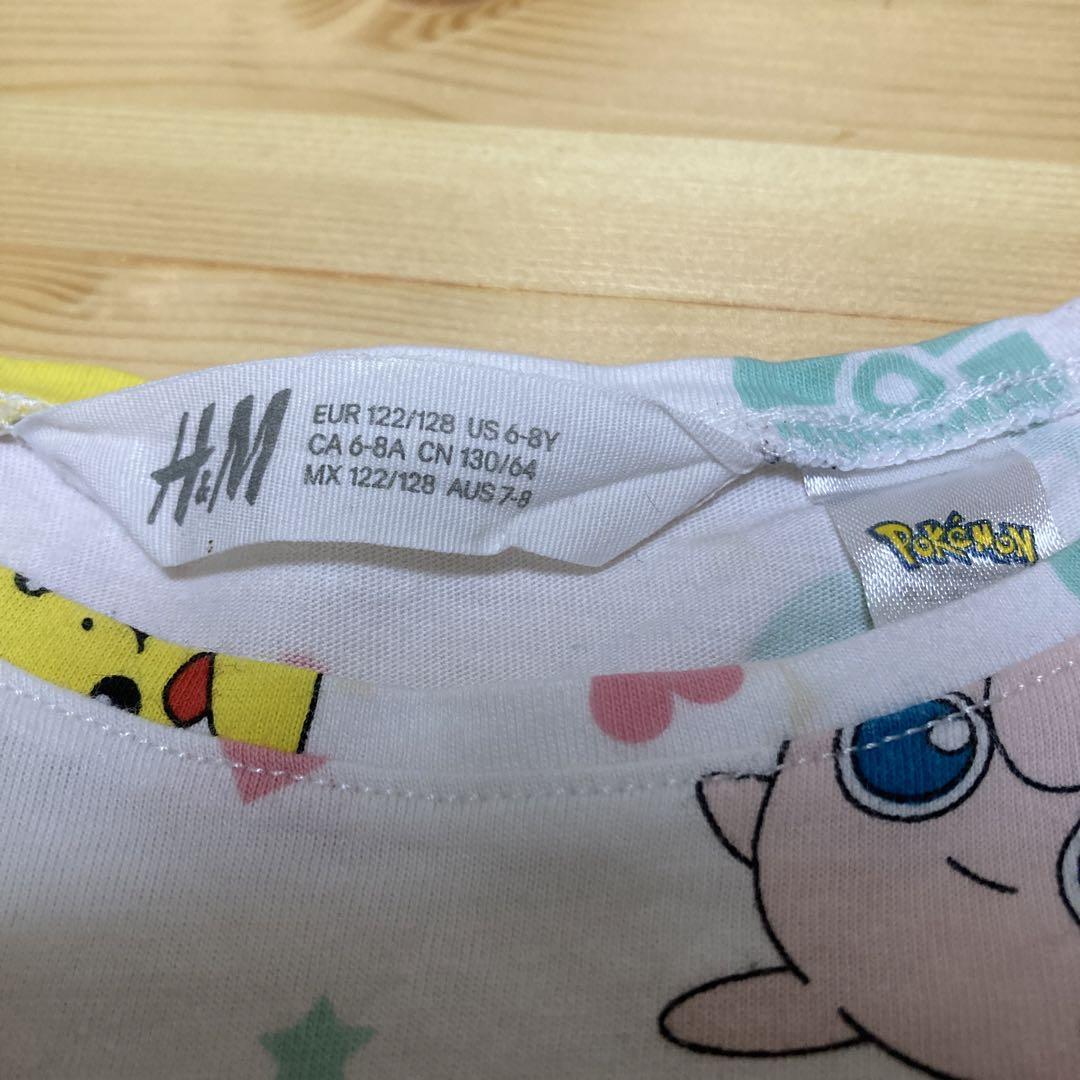 H&M
EUR 122/128 US 6-8Y
CA 6-8A CN 130/64
MX 122/128 AUS 7-8
POKéMON